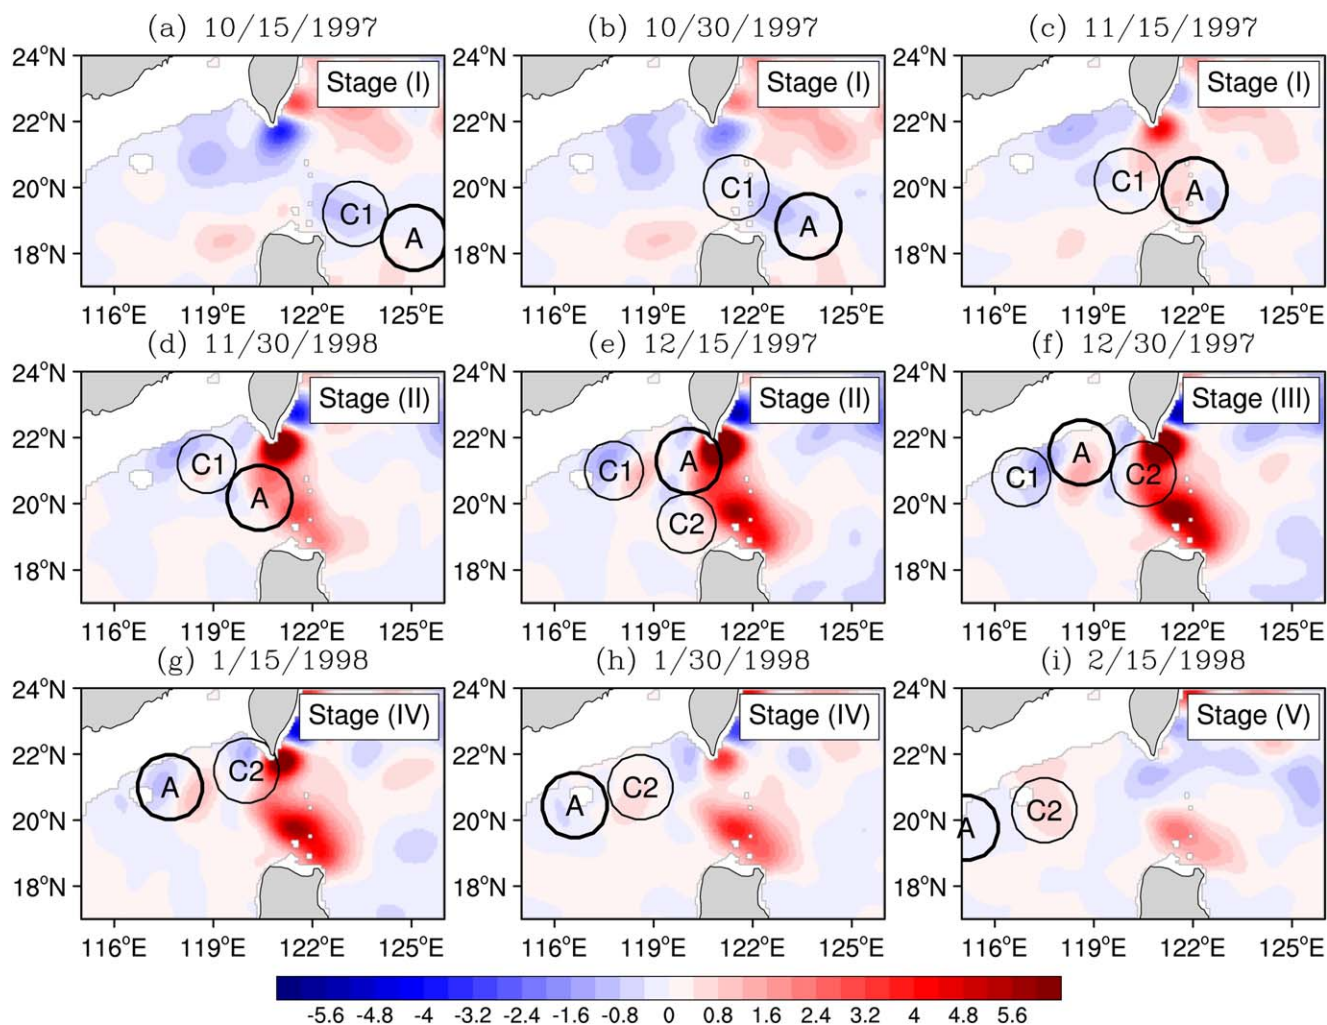 (a) 10/15/1997 (b) 10/30/1997 (c) 11/15/1997
24°N Stage (I) 24°N Stage (I) 24°N Stage (I)
22°N 22°N 22°N
20°N C1 20°N C1 20°N C1 A
A A
18°N 18°N 18°N
116°E 119°E 122°E 125°E 116°E 119°E 122°E 125°E 116°E 119°E 122°E 125°E
(d) 11/30/1998 (e) 12/15/1997 (f) 12/30/1997
24°N Stage (II) 24°N Stage (II) 24°N Stage (III)
22°N 22°N 22°N
C1 C1 A C1 A C2
20°N A 20°N C2 20°N
18°N 18°N 18°N
116°E 119°E 122°E 125°E 116°E 119°E 122°E 125°E 116°E 119°E 122°E 125°E
(g) 1/15/1998 (h) 1/30/1998 (i) 2/15/1998
24°N Stage (IV) 24°N Stage (IV) 24°N Stage (V)
22°N 22°N 22°N
A C2 A C2 A C2
20°N 20°N 20°N
18°N 18°N 18°N
116°E 119°E 122°E 125°E 116°E 119°E 122°E 125°E 116°E 119°E 122°E 125°E
-5.6 -4.8 -4 -3.2 -2.4 -1.6 -0.8 0 0.8 1.6 2.4 3.2 4 4.8 5.6